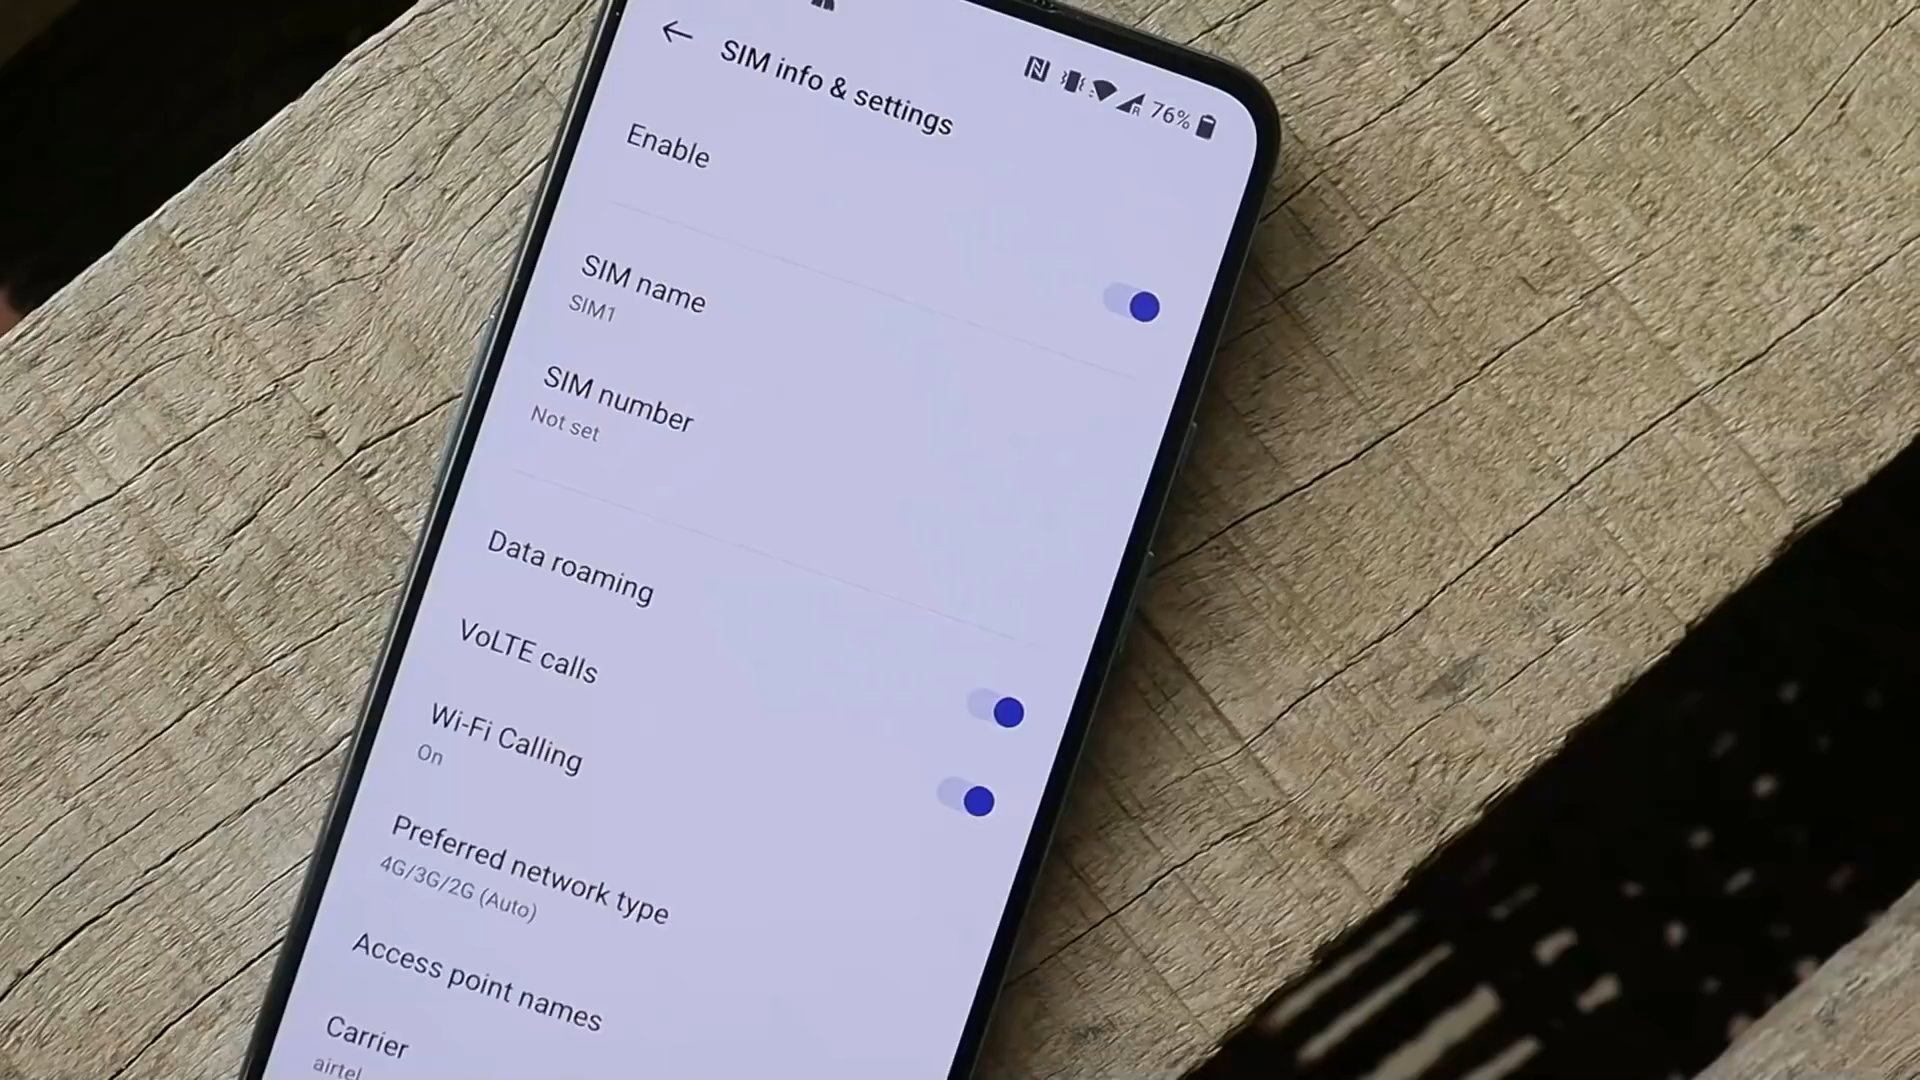 76%
SIM info & settings
Enable
SIM name
SIM1
SIM number
Not set
Data roaming
VoLTE calls
Wi-Fi Calling
On
Preferred network type
4G/3G/2G (Auto)
Access point names
Carrier
airtel